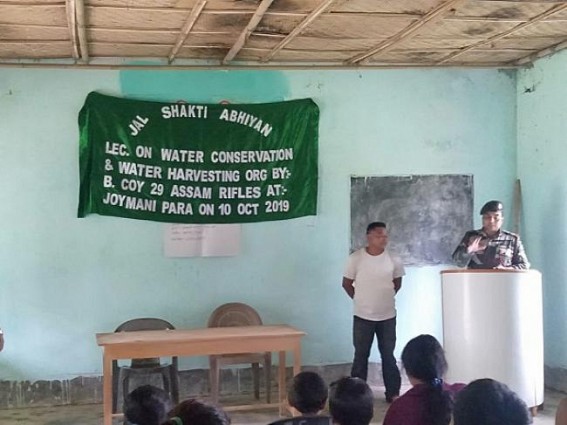 JAL SHAKTI ABHIYAN
LEC. ON WATER CONSERVATION
& WATER HARVESTING ORG BY:-
B. COY 29 ASSAM RIFLES AT:-
JOYMANI PARA ON 10 OCT 2019